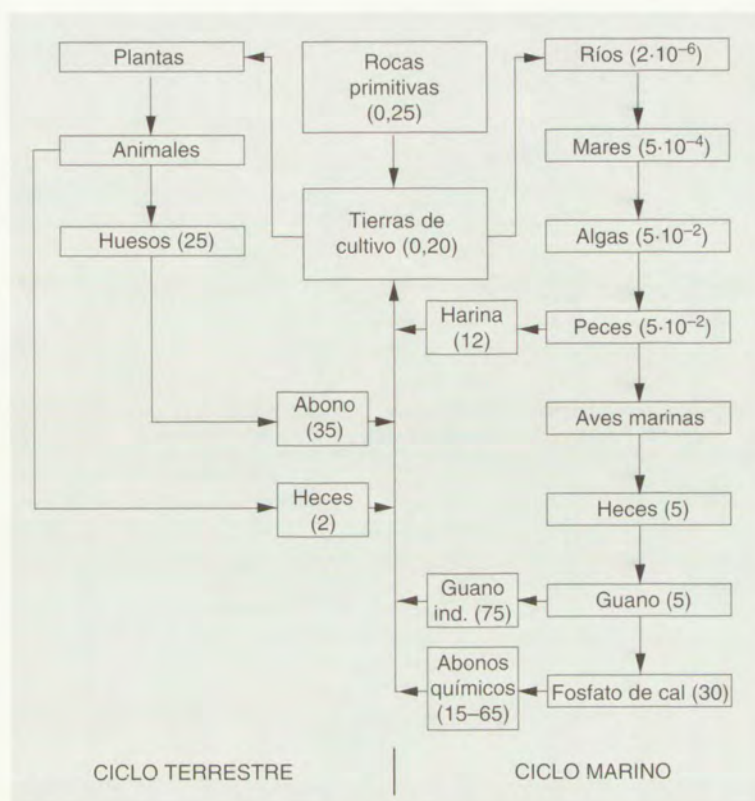 Plantas
Rocas
primitivas
(0,25)
Ríos (2·10–6)
Animales
Mares (5·10–4)
Huesos (25)
Tierras de
cultivo (0,20)
Algas (5·10–2)
Harina
(12)
Peces (5·10–2)
Abono
(35)
Aves marinas
Heces
(2)
Heces (5)
Guano
ind. (75)
Guano (5)
Abonos
químicos
(15–65)
Fosfato de cal (30)
CICLO TERRESTRE
CICLO MARINO